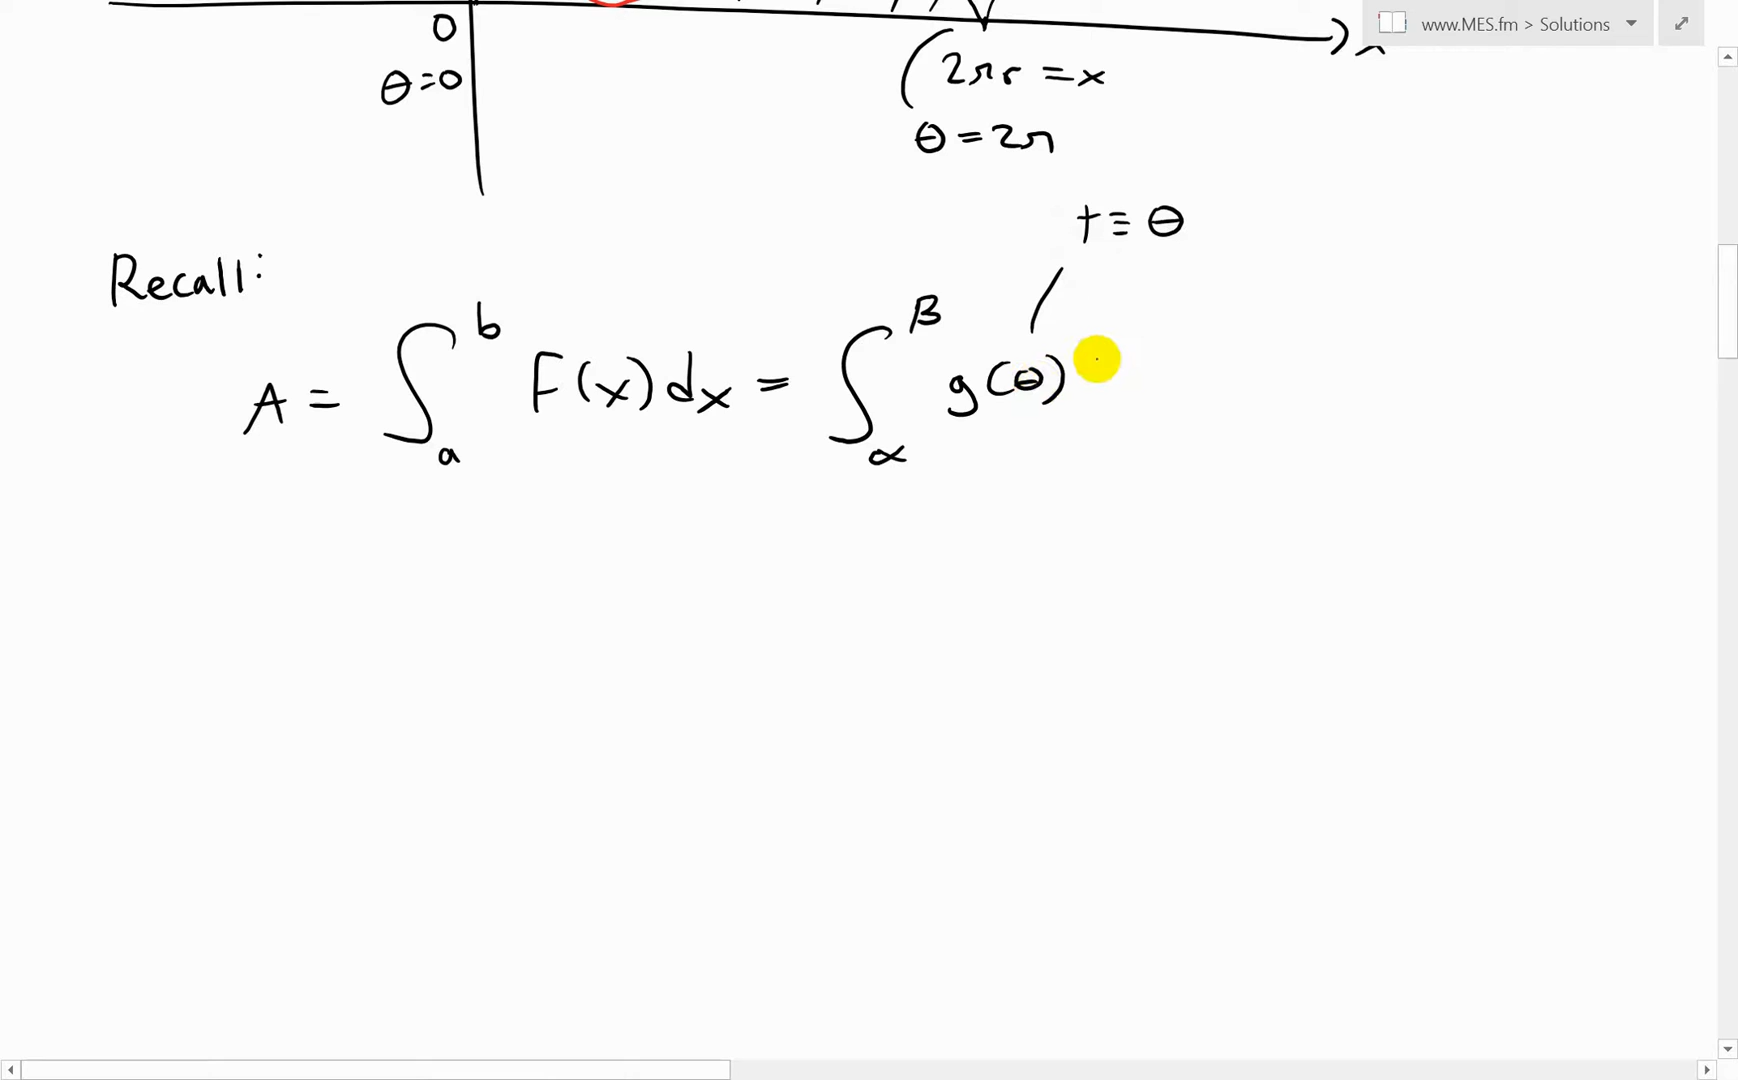 0
www.MES.fm > Solutions
x
θ=0
2πr = x
θ = 2π
t ≡ θ
Recall:
A = ∫_a^b F(x)dx = ∫_α^β g(θ)